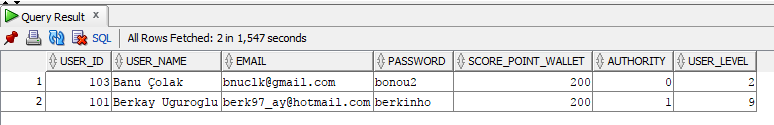 Query Result x
SQL | All Rows Fetched: 2 in 1,547 seconds
USER_ID USER_NAME EMAIL PASSWORD SCORE_POINT_WALLET AUTHORITY USER_LEVEL
1 103 Banu Çolak bnuclk@gmail.com bonou2 200 0 2
2 101 Berkay Uguroglu berk97_ay@hotmail.com berkinho 200 1 9